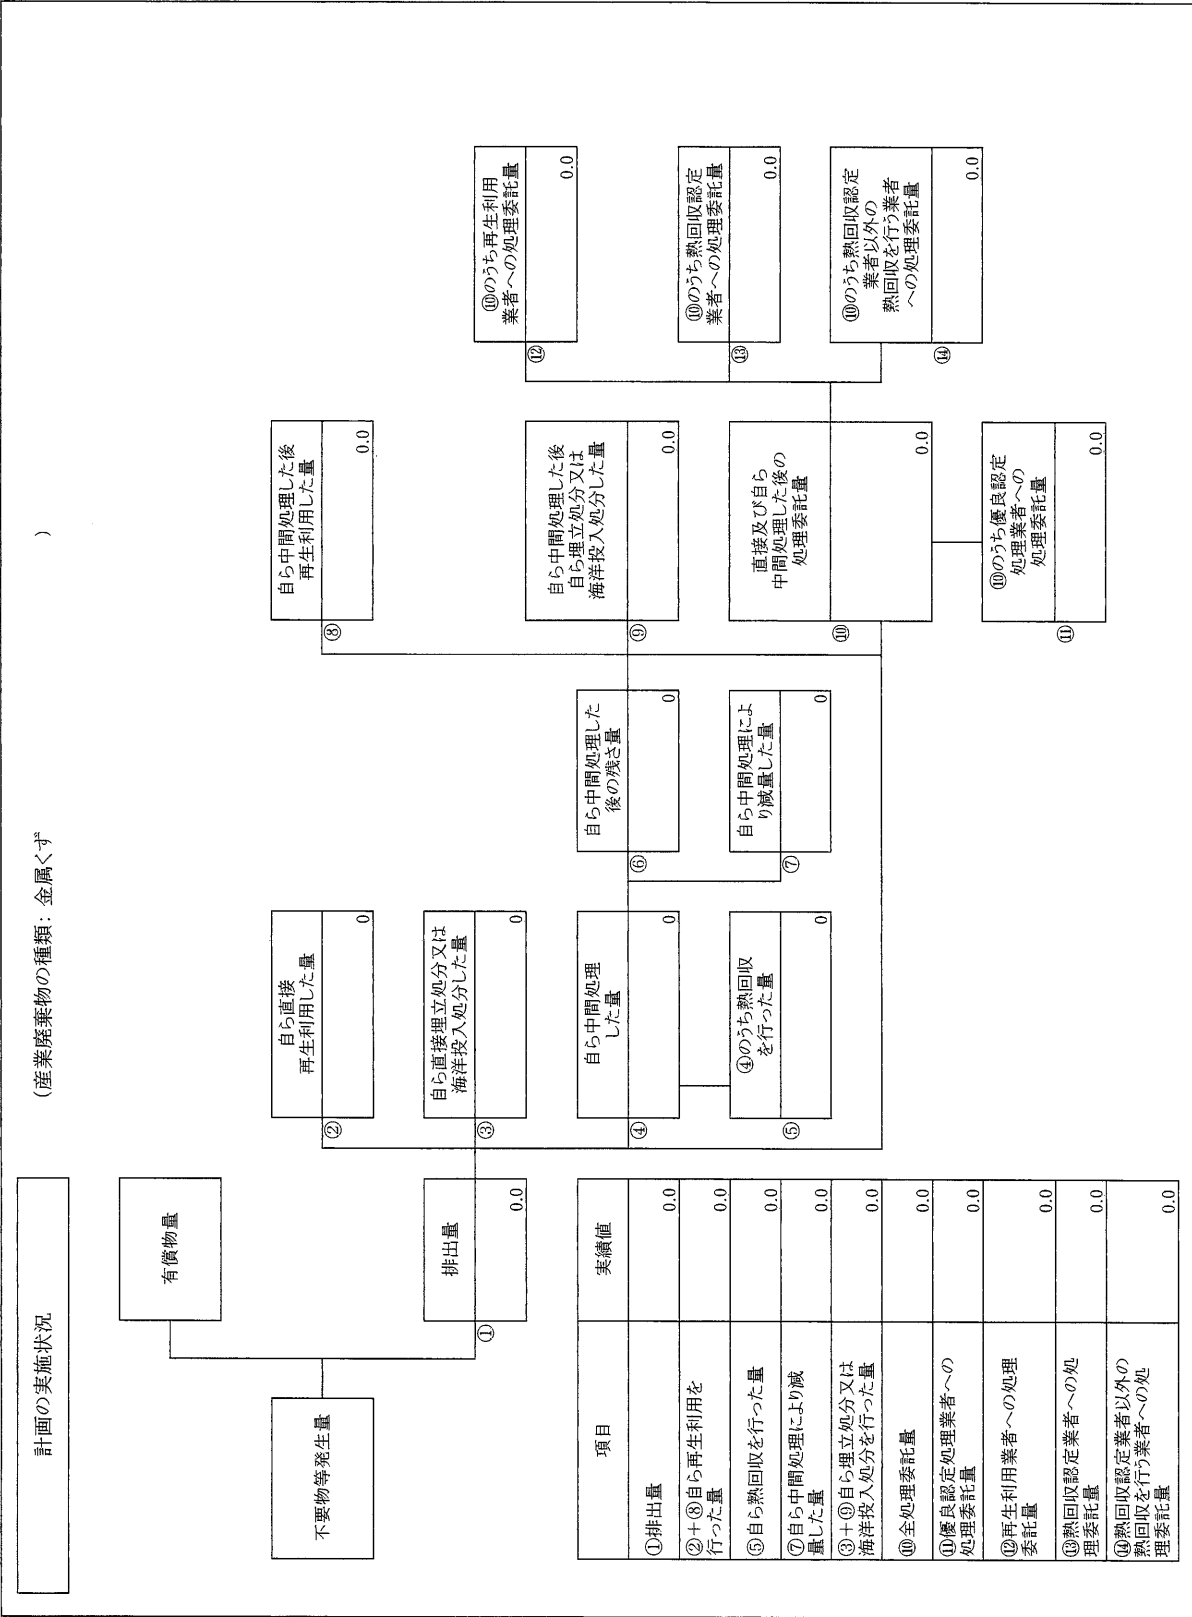 計画の実施状況
(産業廃棄物の種類: 金属くず
)
不要物等発生量
有償物量
①
排出量
0.0
②
自ら直接
再生利用した量
0
③
自ら直接埋立処分又は
海洋投入処分した量
0
④
自ら中間処理
した量
0
⑤
④のうち熱回収
を行った量
0
⑥
自ら中間処理した
後の残さ量
0
⑦
自ら中間処理によ
り減量した量
0
⑧
自ら中間処理した後
再生利用した量
0.0
⑨
自ら中間処理した後
自ら埋立処分又は
海洋投入処分した量
0.0
⑩
直接及び自ら
中間処理した後の
処理委託量
0.0
⑪
⑩のうち優良認定
処理業者への
処理委託量
0.0
⑫
⑩のうち再生利用
業者への処理委託量
0.0
⑬
⑩のうち熱回収認定
業者への処理委託量
0.0
⑭
⑩のうち熱回収認定
業者以外の
熱回収を行う業者
への処理委託量
0.0
項目
実績値
①排出量
0.0
②+⑧自ら再生利用を
行った量
0.0
⑤自ら熱回収を行った量
0.0
⑦自ら中間処理により減
量した量
0.0
③+⑨自ら埋立処分又は
海洋投入処分を行った量
0.0
⑩全処理委託量
0.0
⑪優良認定処理業者への
処理委託量
0.0
⑫再生利用業者への処理
委託量
0.0
⑬熱回収認定業者への処
理委託量
0.0
⑭熱回収認定業者以外の
熱回収を行う業者への処
理委託量
0.0